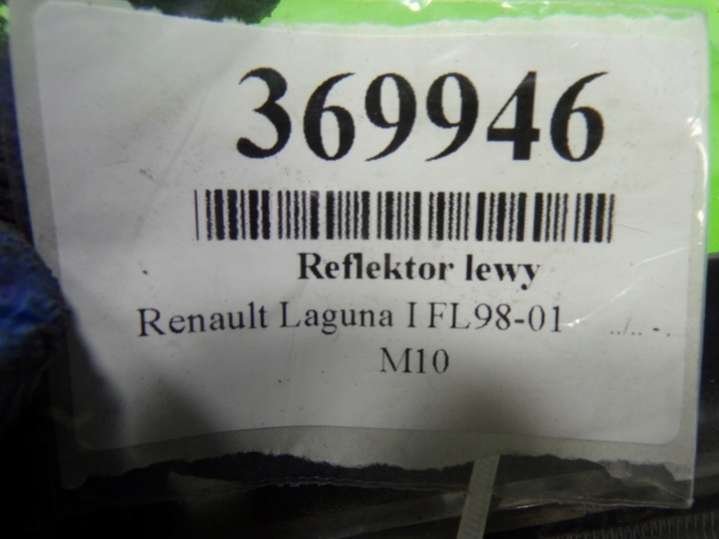 369946
Reflektor lewy
Renault Laguna I FL98-01 ../.. - .
M10